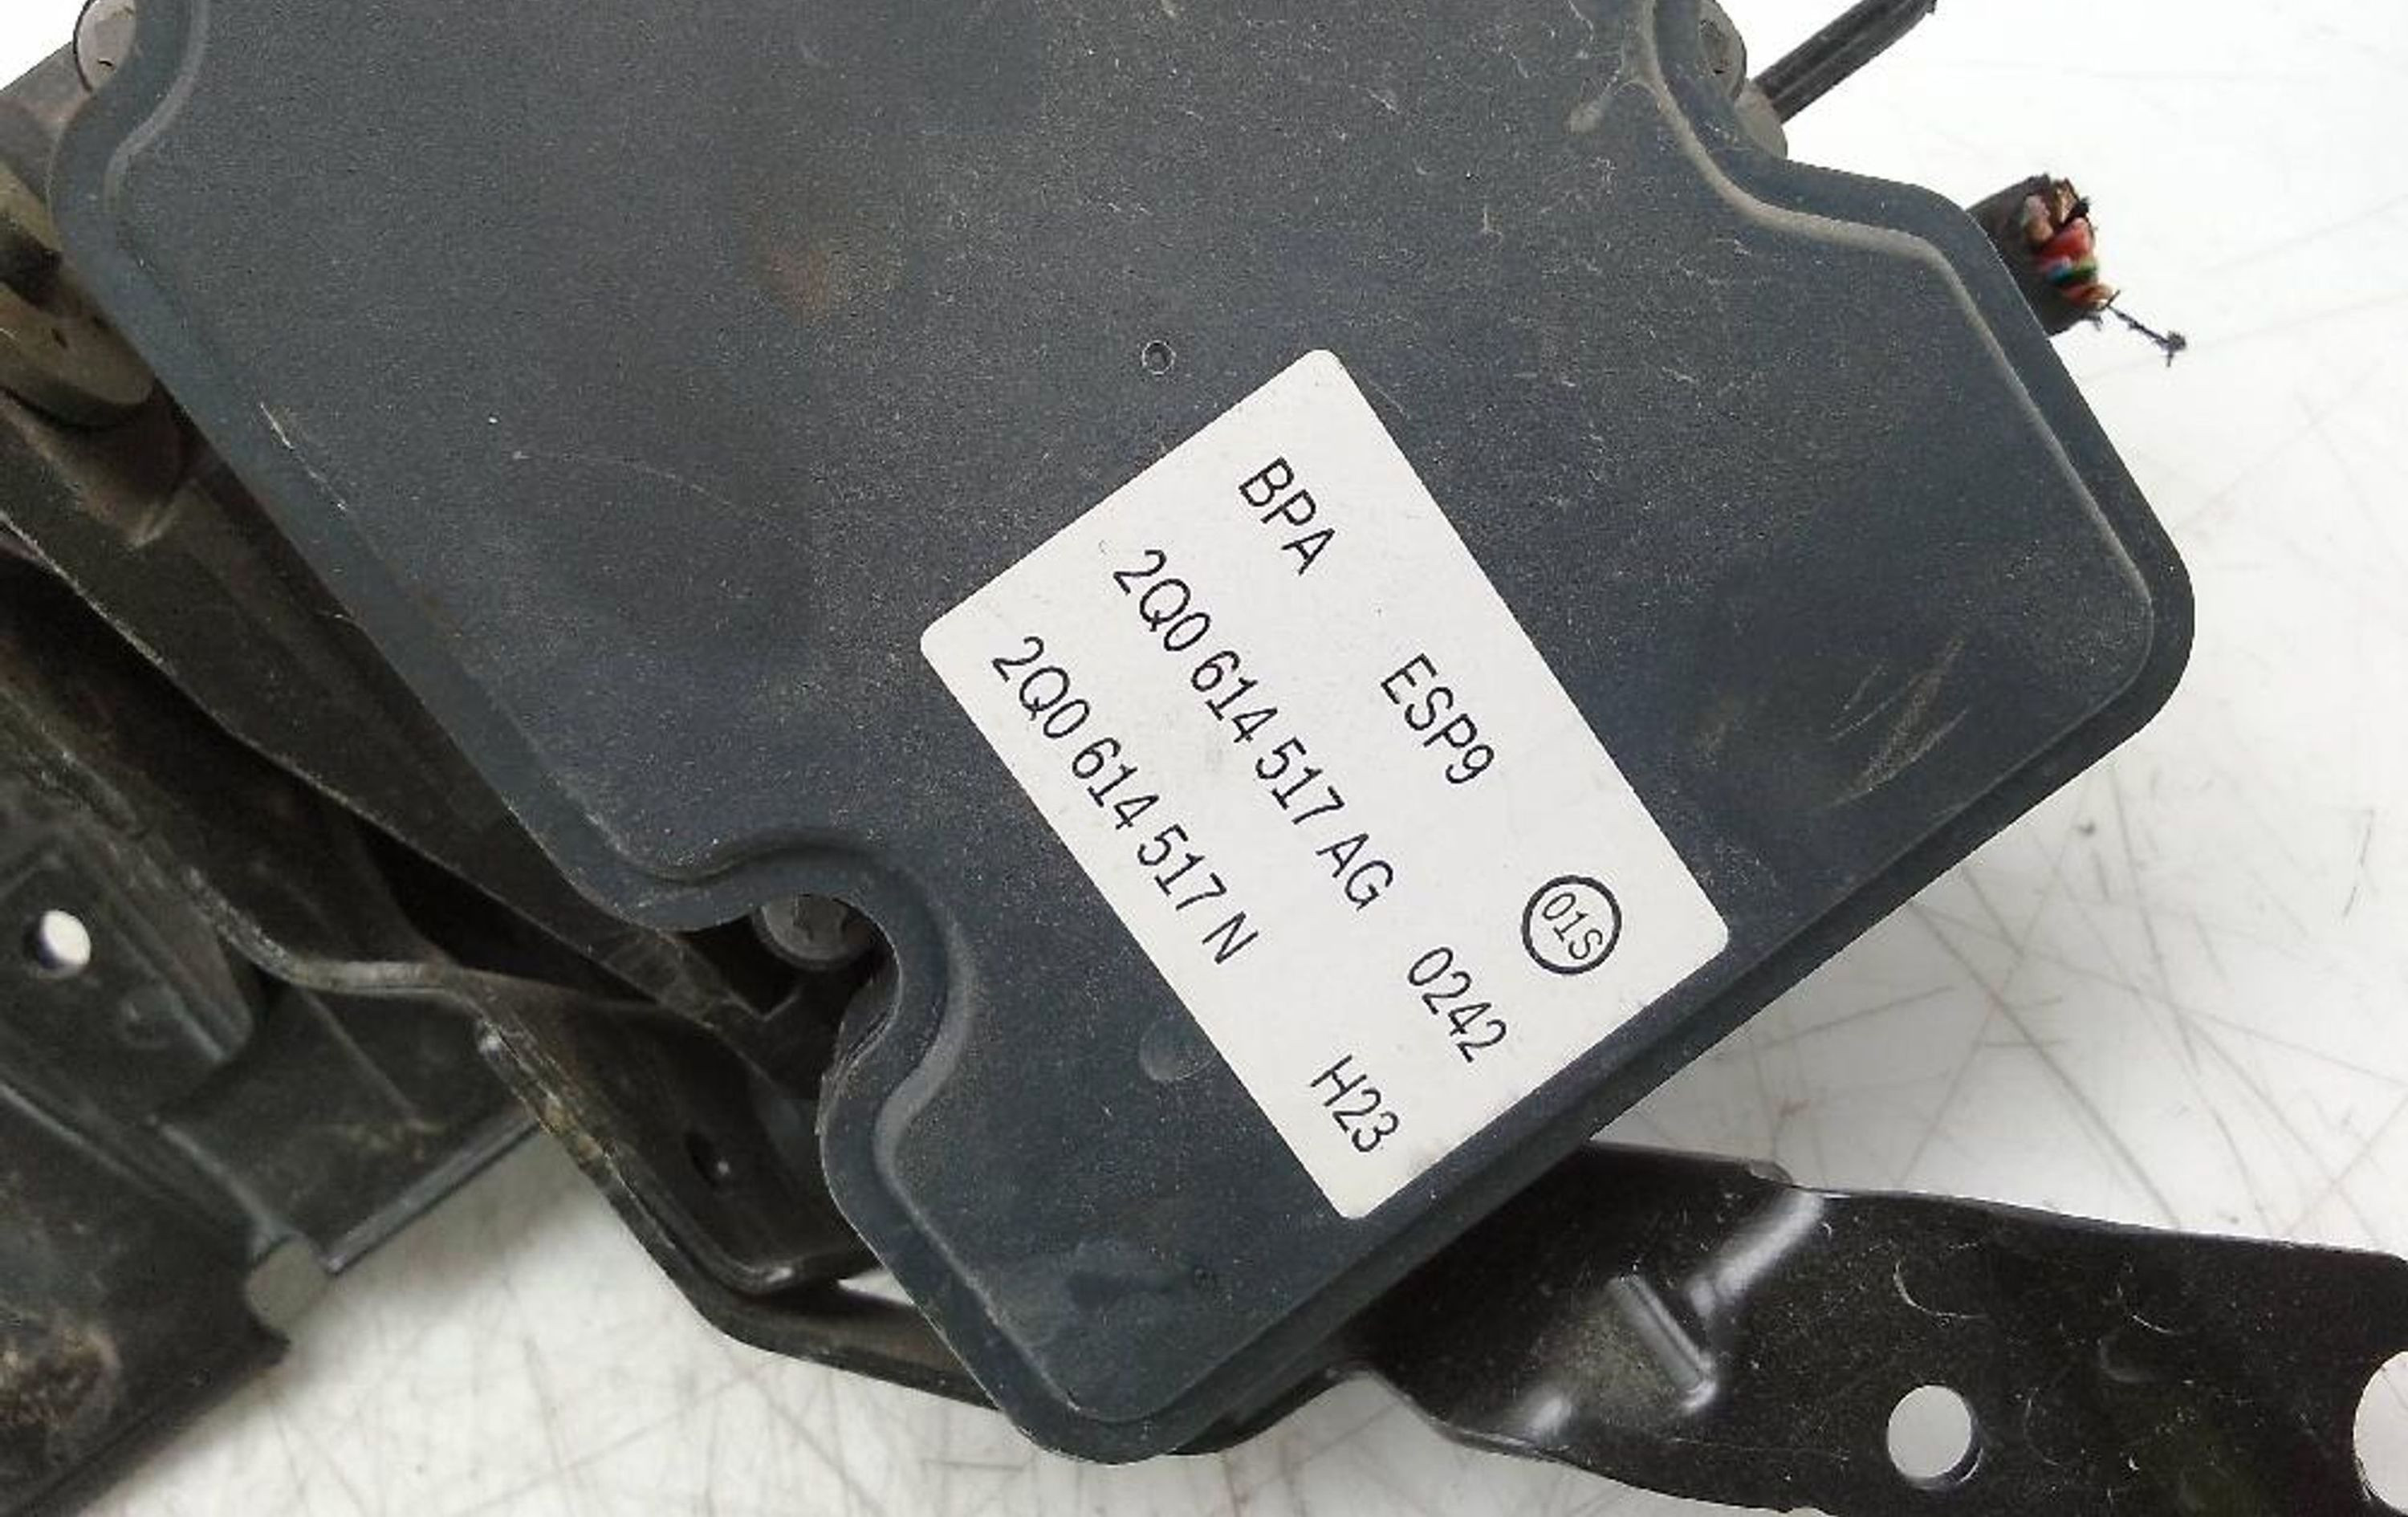 BPA ESP9 01S
2Q0 614 517 AG 0242
2Q0 614 517 N H23